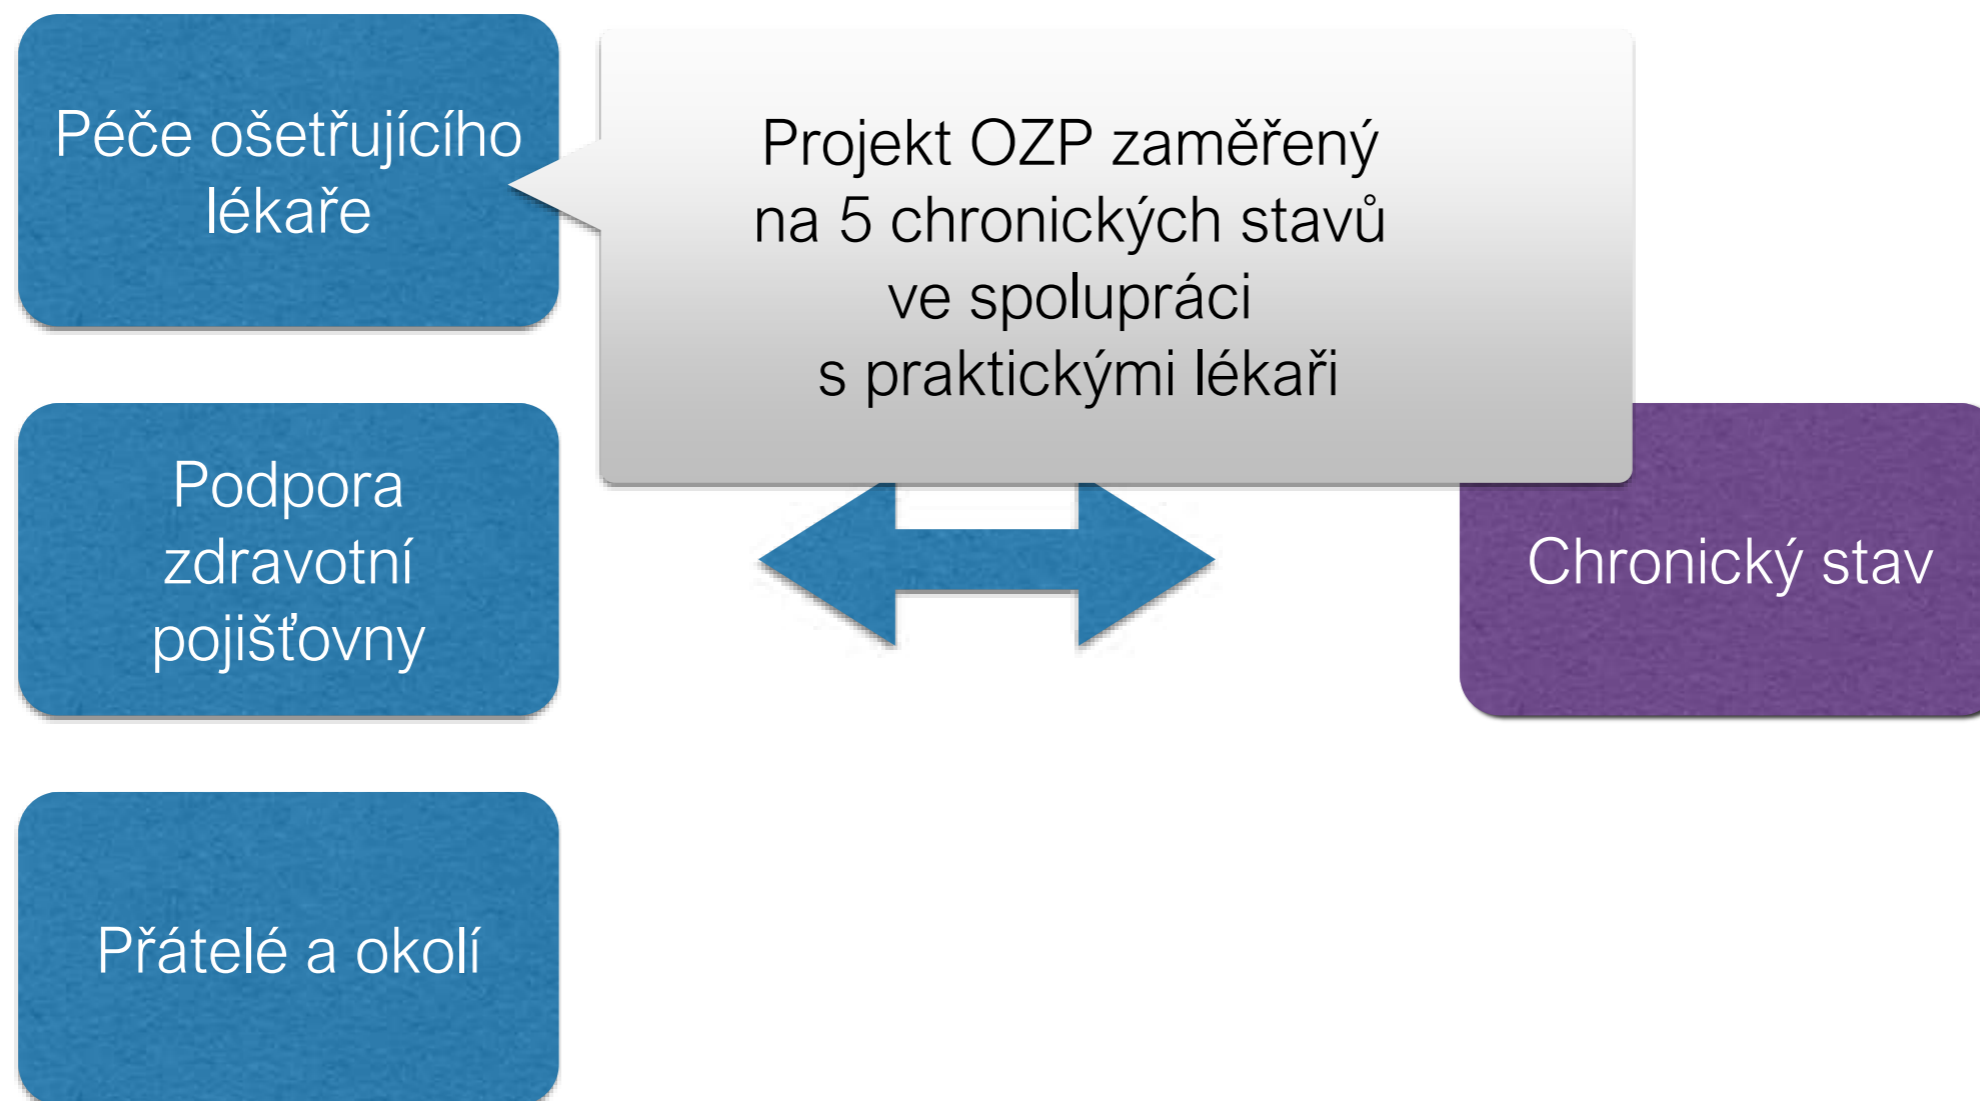 Péče ošetřujícího
lékaře
Projekt OZP zaměřený
na 5 chronických stavů
ve spolupráci
s praktickými lékaři
Podpora
zdravotní
pojišťovny
Chronický stav
Přátelé a okolí